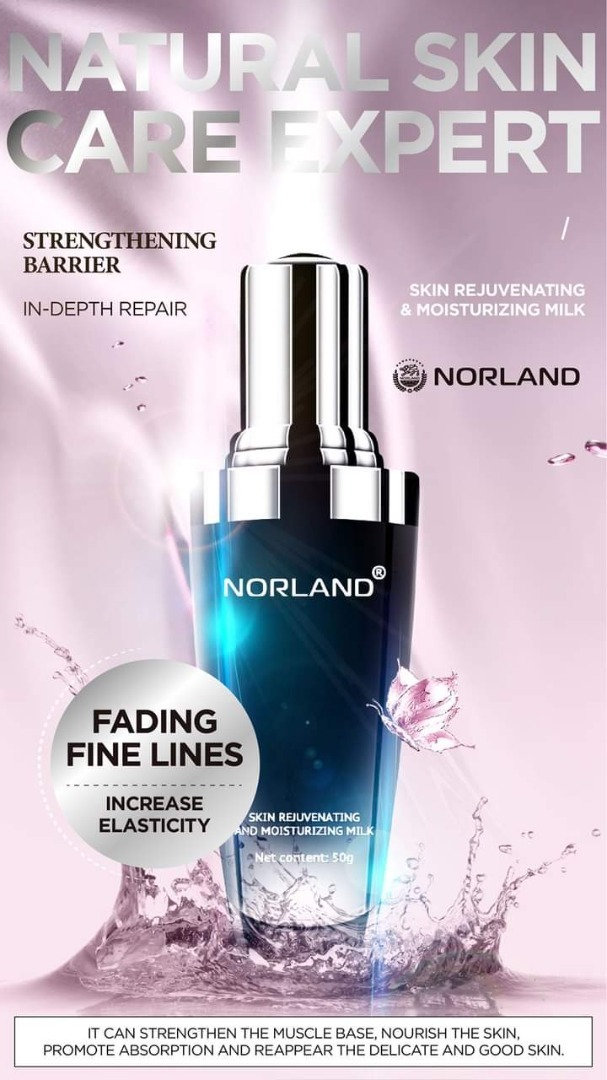 NATURAL SKIN
CARE EXPERT
STRENGTHENING
BARRIER
IN-DEPTH REPAIR
/
SKIN REJUVENATING
& MOISTURIZING MILK
NORLAND
NORLAND®
FADING
FINE LINES
INCREASE
ELASTICITY
SKIN REJUVENATING
AND MOISTURIZING MILK
Net content: 50g
IT CAN STRENGTHEN THE MUSCLE BASE, NOURISH THE SKIN,
PROMOTE ABSORPTION AND REAPPEAR THE DELICATE AND GOOD SKIN.